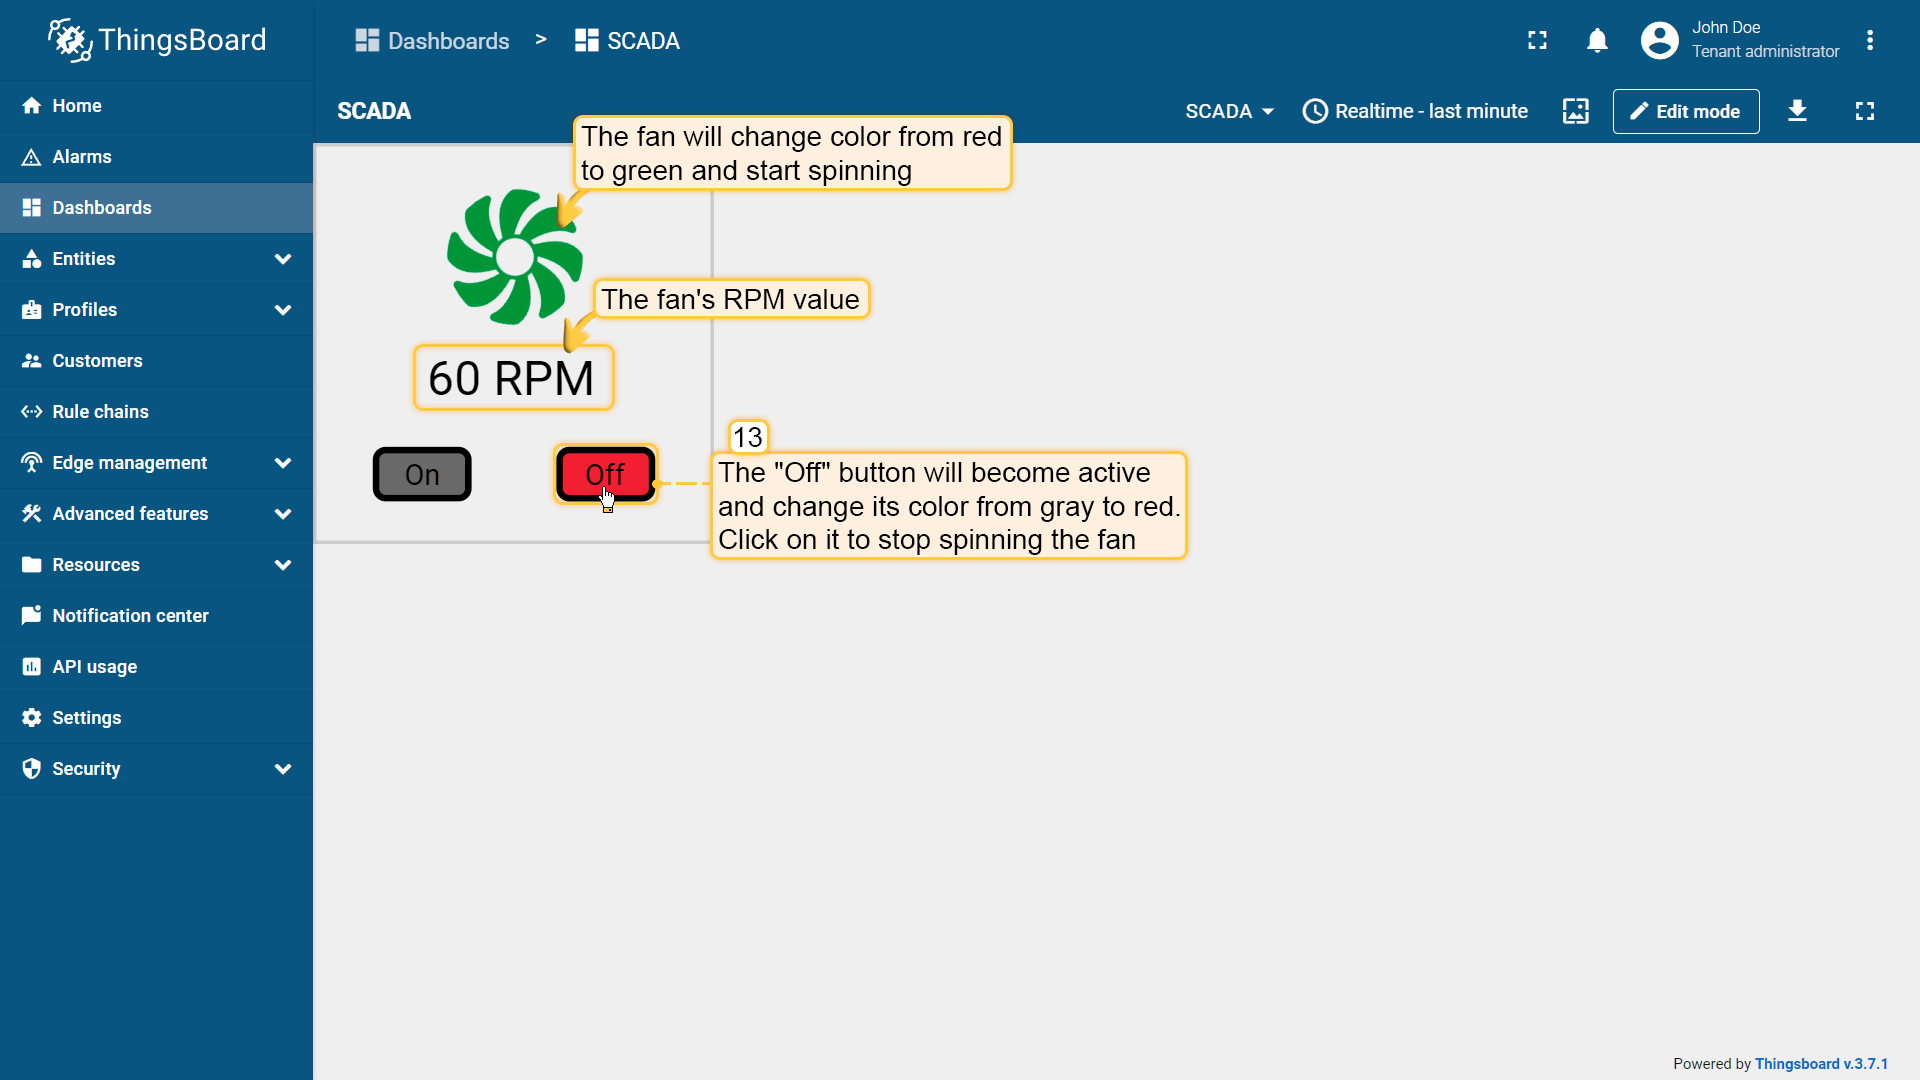 ThingsBoard
Dashboards > SCADA
John Doe
Tenant administrator
Home
Alarms
Dashboards
Entities
Profiles
Customers
Rule chains
Edge management
Advanced features
Resources
Notification center
API usage
Settings
Security
SCADA
SCADA
Realtime - last minute
Edit mode
The fan will change color from red
to green and start spinning
The fan's RPM value
60 RPM
On
Off
13
The "Off" button will become active
and change its color from gray to red.
Click on it to stop spinning the fan
Powered by Thingsboard v.3.7.1